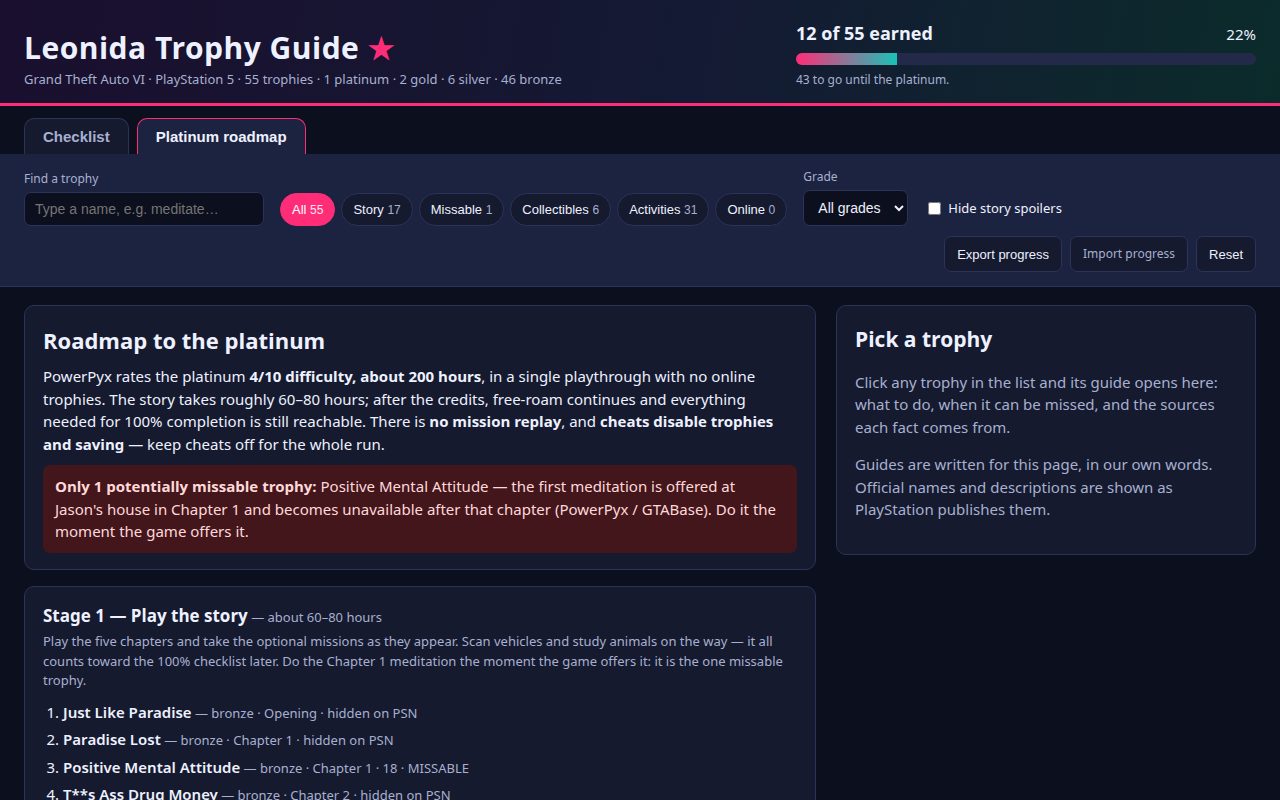 Leonida Trophy Guide ★
Grand Theft Auto VI · PlayStation 5 · 55 trophies · 1 platinum · 2 gold · 6 silver · 46 bronze
12 of 55 earned
22%
43 to go until the platinum.
Checklist
Platinum roadmap
Find a trophy
Type a name, e.g. meditate…
All 55
Story 17
Missable 1
Collectibles 6
Activities 31
Online 0
Grade
All grades
Hide story spoilers
Export progress
Import progress
Reset
Roadmap to the platinum
PowerPyx rates the platinum 4/10 difficulty, about 200 hours, in a single playthrough with no online
trophies. The story takes roughly 60–80 hours; after the credits, free-roam continues and everything
needed for 100% completion is still reachable. There is no mission replay, and cheats disable trophies
and saving — keep cheats off for the whole run.
Only 1 potentially missable trophy: Positive Mental Attitude — the first meditation is offered at
Jason's house in Chapter 1 and becomes unavailable after that chapter (PowerPyx / GTABase). Do it the
moment the game offers it.
Stage 1 — Play the story — about 60–80 hours
Play the five chapters and take the optional missions as they appear. Scan vehicles and study animals on the way — it all
counts toward the 100% checklist later. Do the Chapter 1 meditation the moment the game offers it: it is the one missable
trophy.
1. Just Like Paradise — bronze · Opening · hidden on PSN
2. Paradise Lost — bronze · Chapter 1 · hidden on PSN
3. Positive Mental Attitude — bronze · Chapter 1 · 18 · MISSABLE
4. T**s Ass Drug Money — bronze · Chapter 2 · hidden on PSN
Pick a trophy
Click any trophy in the list and its guide opens here:
what to do, when it can be missed, and the sources
each fact comes from.
Guides are written for this page, in our own words.
Official names and descriptions are shown as
PlayStation publishes them.